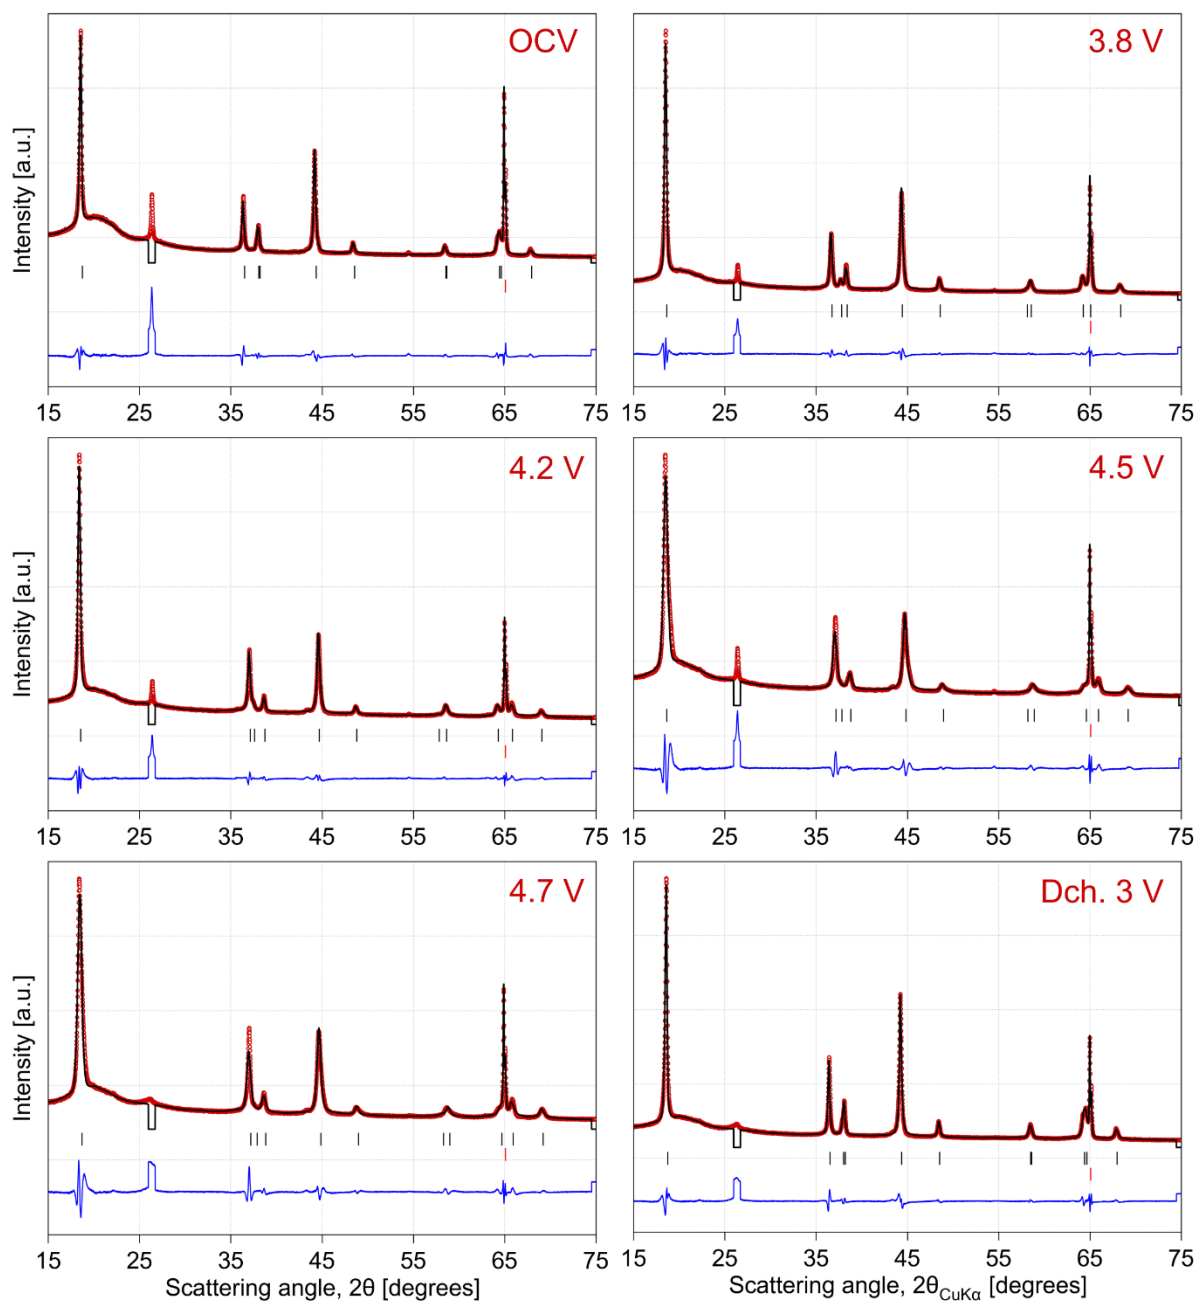 OCV
3.8 V
Intensity [a.u.]
15 25 35 45 55 65 75
15 25 35 45 55 65 75
4.2 V
4.5 V
Intensity [a.u.]
15 25 35 45 55 65 75
15 25 35 45 55 65 75
4.7 V
Dch. 3 V
Intensity [a.u.]
15 25 35 45 55 65 75
15 25 35 45 55 65 75
Scattering angle, 2θ [degrees]
Scattering angle, 2θCuKα [degrees]